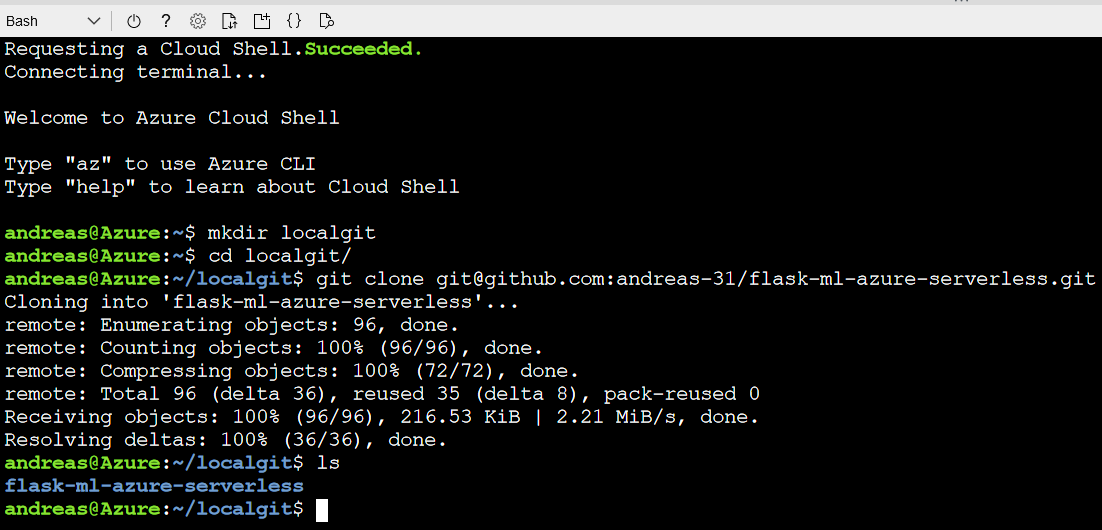 Bash
?
{}
Requesting a Cloud Shell.Succeeded.
Connecting terminal...
Welcome to Azure Cloud Shell
Type "az" to use Azure CLI
Type "help" to learn about Cloud Shell
andreas@Azure:~$ mkdir localgit
andreas@Azure:~$ cd localgit/
andreas@Azure:~/localgit$ git clone git@github.com:andreas-31/flask-ml-azure-serverless.git
Cloning into 'flask-ml-azure-serverless'...
remote: Enumerating objects: 96, done.
remote: Counting objects: 100% (96/96), done.
remote: Compressing objects: 100% (72/72), done.
remote: Total 96 (delta 36), reused 35 (delta 8), pack-reused 0
Receiving objects: 100% (96/96), 216.53 KiB | 2.21 MiB/s, done.
Resolving deltas: 100% (36/36), done.
andreas@Azure:~/localgit$ ls
flask-ml-azure-serverless
andreas@Azure:~/localgit$